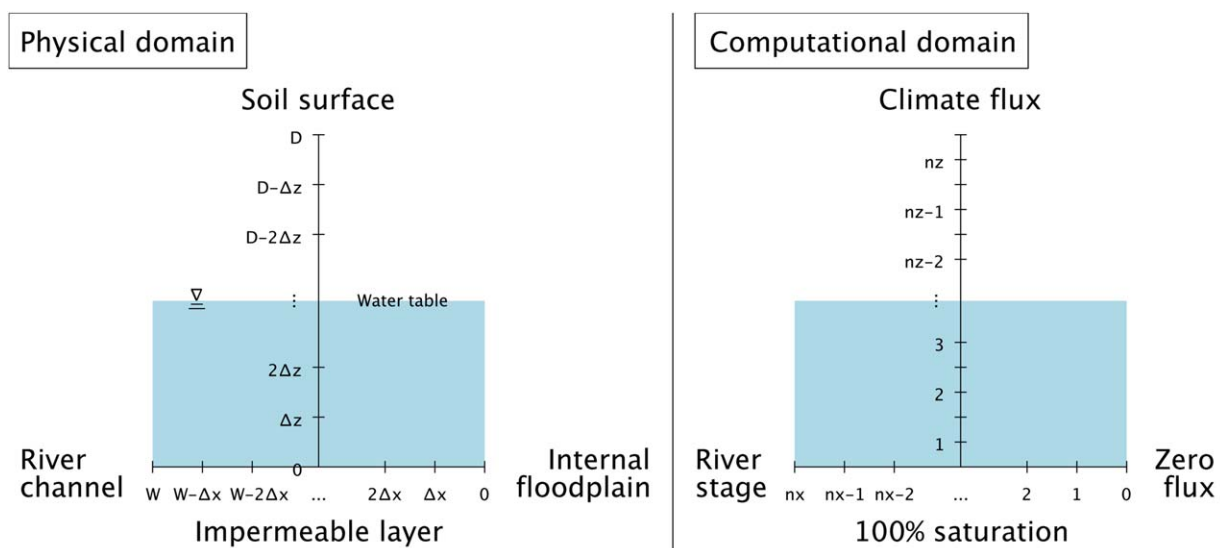 Physical domain
Soil surface
D
D−Δz
D−2Δz
⋮
∇
Water table
2Δz
Δz
0
River
channel
Internal
floodplain
W W−Δx W−2Δx ... 2Δx Δx 0
Impermeable layer
Computational domain
Climate flux
nz
nz−1
nz−2
⋮
3
2
1
River
stage
Zero
flux
nx nx−1 nx−2 ... 2 1 0
100% saturation